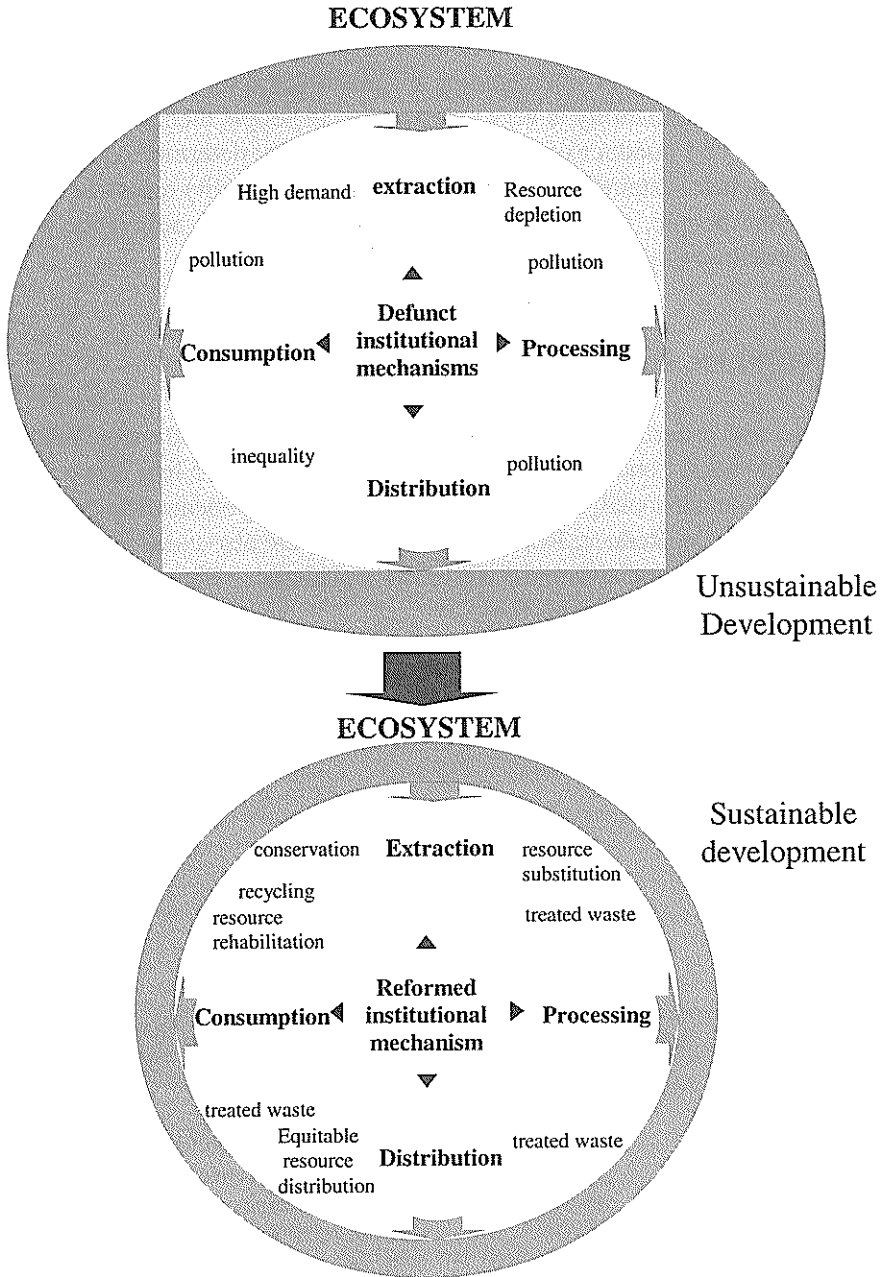 ECOSYSTEM
High demand
extraction
Resource
depletion
pollution
pollution
Defunct
institutional
mechanisms
Consumption
Processing
inequality
pollution
Distribution
Unsustainable
Development
ECOSYSTEM
Sustainable
development
conservation
Extraction
resource
substitution
recycling
resource
rehabilitation
treated waste
Reformed
institutional
mechanism
Consumption
Processing
treated waste
Equitable
resource
distribution
Distribution
treated waste